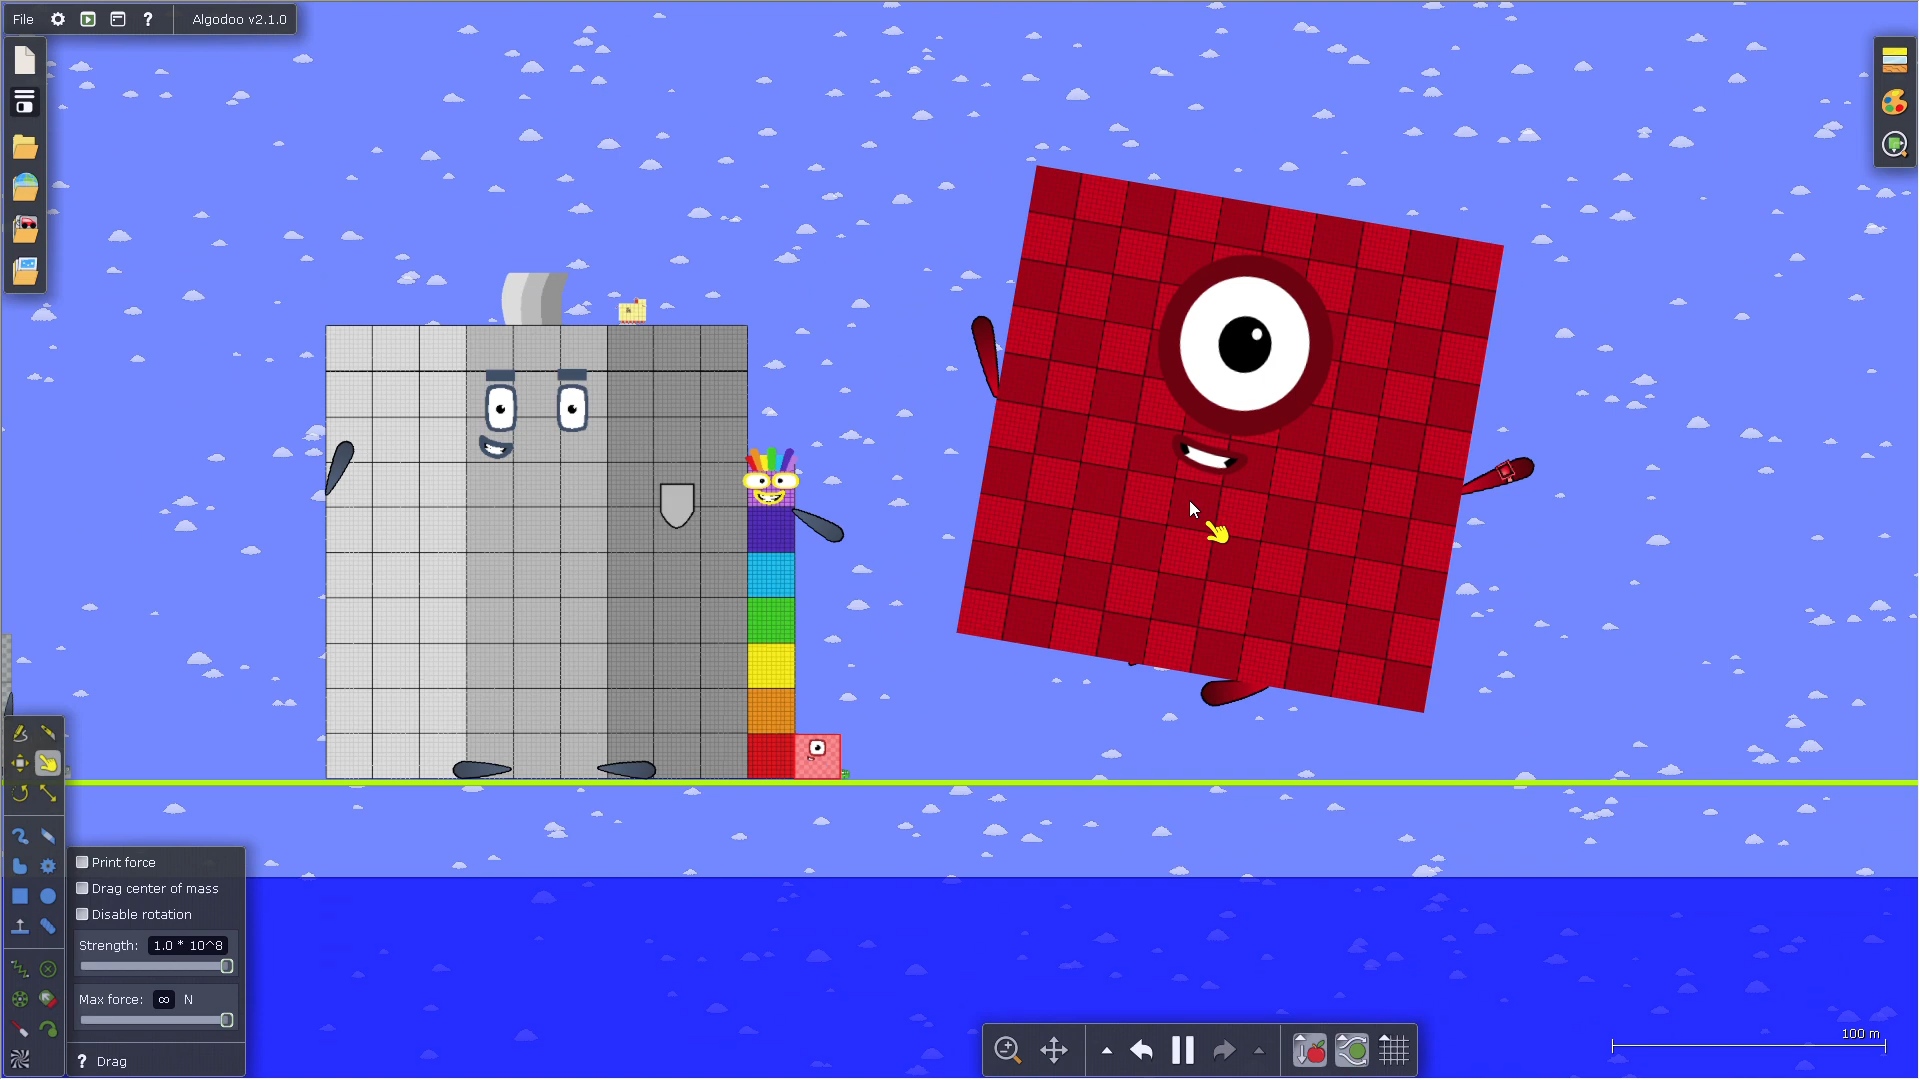 File ? Algodoo v2.1.0
Print force
Drag center of mass
Disable rotation
Strength: 1.0 * 10^8
Max force: ∞ N
? Drag
100 m